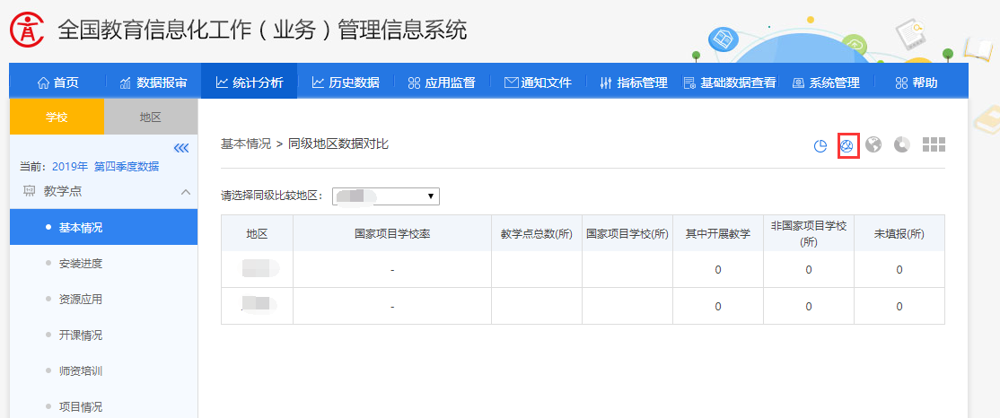 全国教育信息化工作（业务）管理信息系统
首页 数据报审 统计分析 历史数据 应用监督 通知文件 指标管理 基础数据查看 系统管理 帮助
学校 地区
当前：2019年 第四季度数据
教学点
基本情况
安装进度
资源应用
开课情况
师资培训
项目情况
基本情况 > 同级地区数据对比
请选择同级比较地区：
地区 国家项目学校率 教学点总数(所) 国家项目学校(所) 其中开展教学 非国家项目学校(所) 未填报(所)
- 0 0 0
- 0 0 0